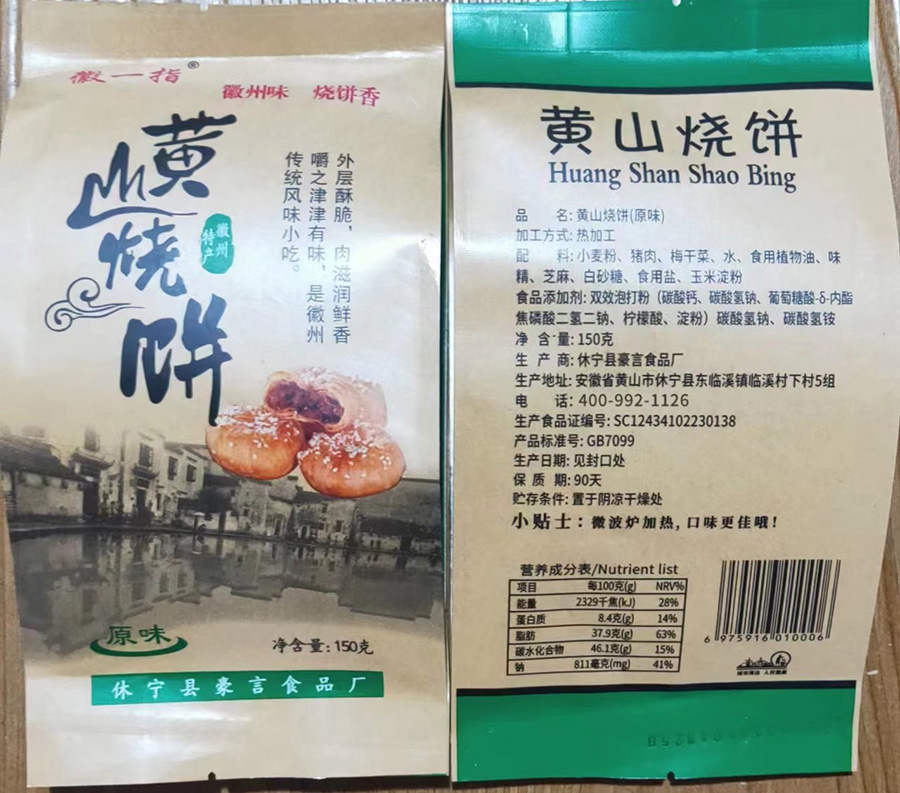 徽一指®
徽州味 烧饼香
黄山烧饼
徽州特产
外层酥脆，肉滋润鲜香
嚼之津津有味，是徽州
传统风味小吃。
原味
净含量：150克
休宁县豪言食品厂
黄山烧饼
Huang Shan Shao Bing
品 名: 黄山烧饼(原味)
加工方式: 热加工
配 料: 小麦粉、猪肉、梅干菜、水、食用植物油、味
精、芝麻、白砂糖、食用盐、玉米淀粉
食品添加剂: 双效泡打粉（碳酸钙、碳酸氢钠、葡萄糖酸-δ-内酯
焦磷酸二氢二钠、柠檬酸、淀粉）碳酸氢钠、碳酸氢铵
净 含 量: 150克
生 产 商: 休宁县豪言食品厂
生产地址: 安徽省黄山市休宁县东临溪镇临溪村下村5组
电 话: 400-992-1126
生产食品证编号: SC12434102230138
产品标准号: GB7099
生产日期: 见封口处
保 质 期: 90天
贮存条件: 置于阴凉干燥处
小贴士：微波炉加热，口味更佳哦！
营养成分表/Nutrient list
项目 每100克(g) NRV%
能量 2329千焦(kJ) 28%
蛋白质 8.4克(g) 14%
脂肪 37.9克(g) 63%
碳水化合物 46.1克(g) 15%
钠 811毫克(mg) 41%
6 975916 010006